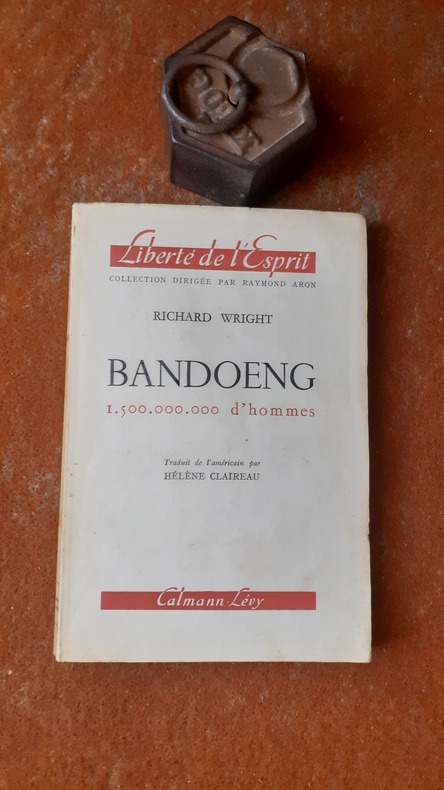 Liberté de l'Esprit
COLLECTION DIRIGÉE PAR RAYMOND ARON
RICHARD WRIGHT
BANDOENG
1.500.000.000 d'hommes
Traduit de l'américain par
HÉLÈNE CLAIREAU
Calmann-Lévy